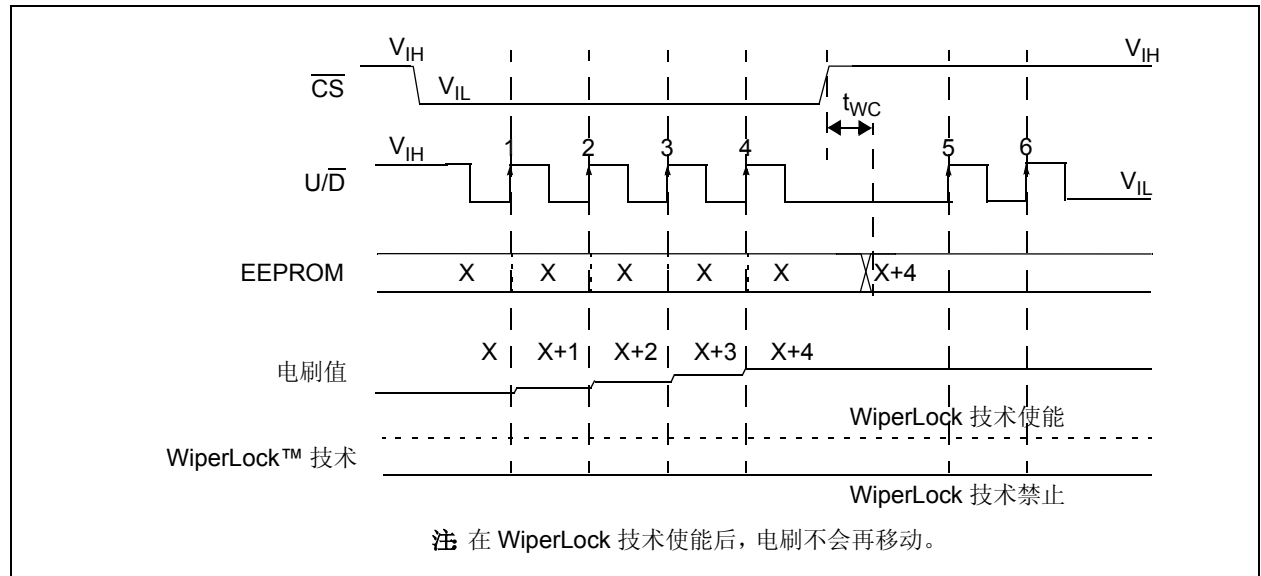 V_IH V_IH
C̅S̅ V_IL
t_WC
V_IH 1 2 3 4 5 6
U/D̅ V_IL
EEPROM X X X X X X+4
X X+1 X+2 X+3 X+4
电刷值
WiperLock 技术使能
WiperLock™ 技术
WiperLock 技术禁止
注: 在 WiperLock 技术使能后，电刷不会再移动。